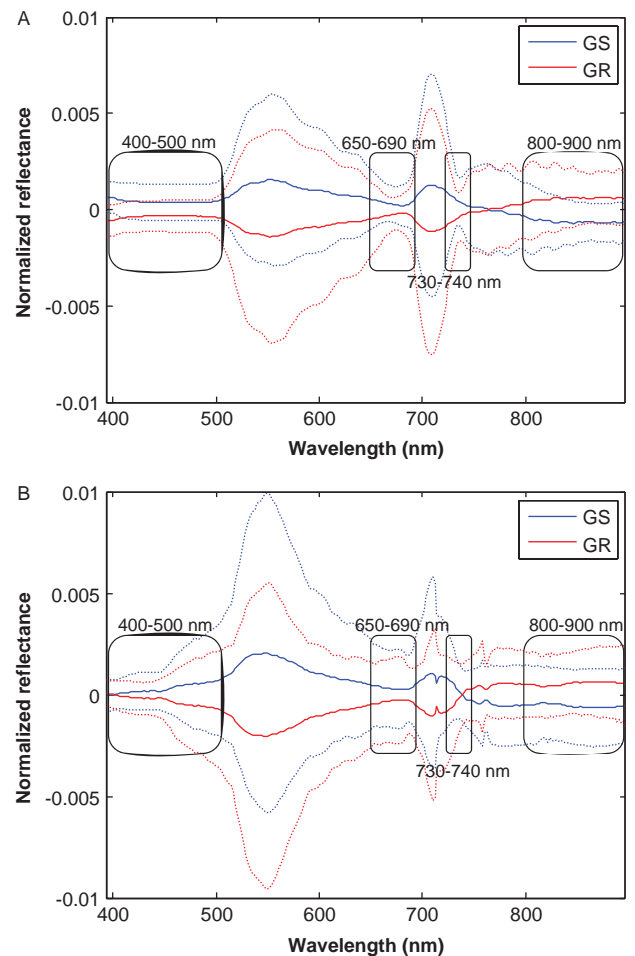 A
0.01
GS
GR
400-500 nm
650-690 nm
800-900 nm
0.005
Normalized reflectance
0
730-740 nm
-0.005
-0.01
400
500
600
700
800
Wavelength (nm)
B
0.01
GS
GR
0.005
400-500 nm
650-690 nm
800-900 nm
Normalized reflectance
0
730-740 nm
-0.005
-0.01
400
500
600
700
800
Wavelength (nm)